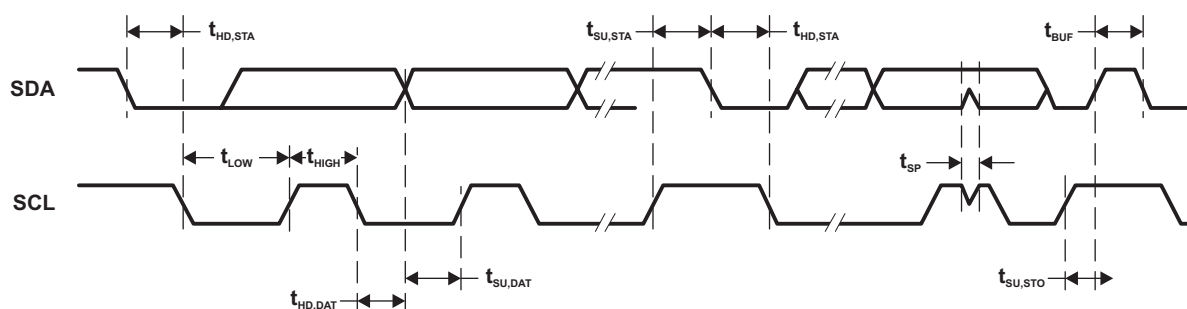 tHD,STA
tSU,STA
tHD,STA
tBUF
SDA
tLOW
tHIGH
tSP
SCL
tSU,DAT
tSU,STO
tHD,DAT